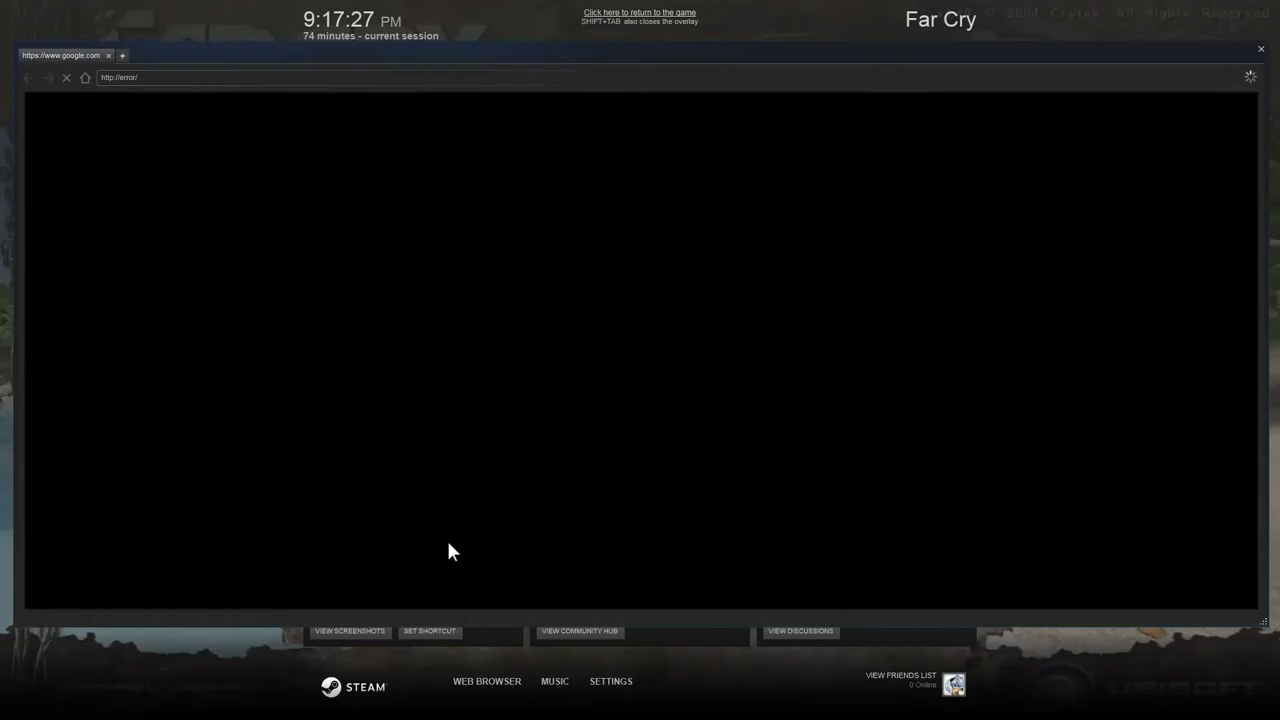 9:17:27 PM
74 minutes - current session
Click here to return to the game
SHIFT+TAB also closes the overlay
Far Cry
© 2004 Crytek. All Rights Reserved
https://www.google.com
http://error/
VIEW SCREENSHOTS
SET SHORTCUT
VIEW COMMUNITY HUB
VIEW DISCUSSIONS
STEAM
WEB BROWSER
MUSIC
SETTINGS
VIEW FRIENDS LIST
0 Online
UBISOFT